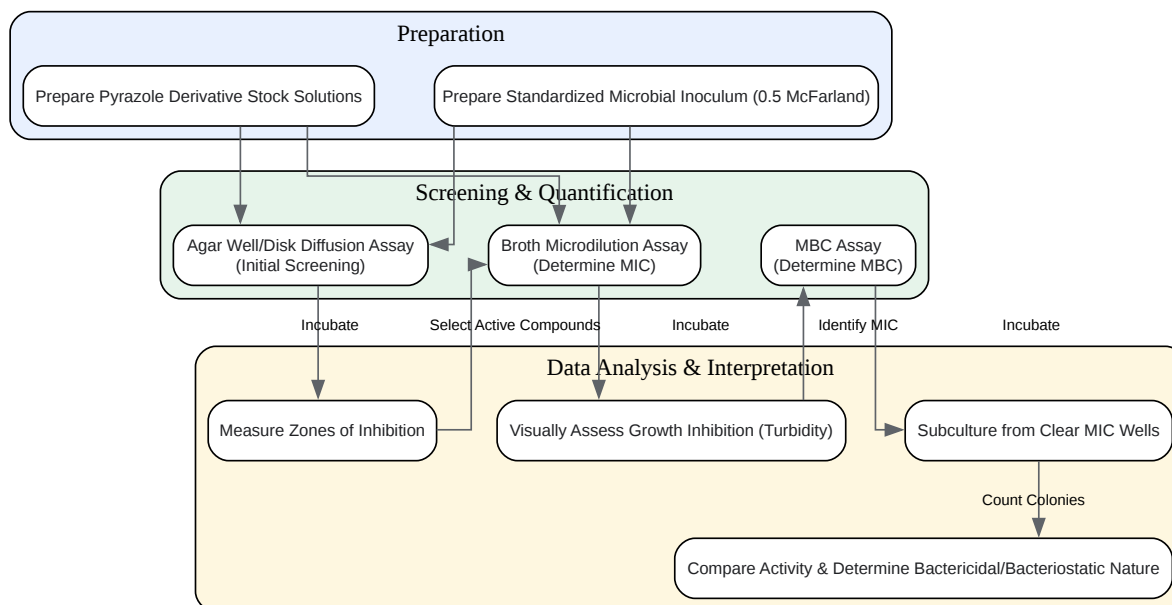 Preparation
Prepare Pyrazole Derivative Stock Solutions
Prepare Standardized Microbial Inoculum (0.5 McFarland)
Screening & Quantification
Agar Well/Disk Diffusion Assay
(Initial Screening)
Broth Microdilution Assay
(Determine MIC)
MBC Assay
(Determine MBC)
Incubate
Select Active Compounds
Incubate
Identify MIC
Incubate
Data Analysis & Interpretation
Measure Zones of Inhibition
Visually Assess Growth Inhibition (Turbidity)
Subculture from Clear MIC Wells
Count Colonies
Compare Activity & Determine Bactericidal/Bacteriostatic Nature